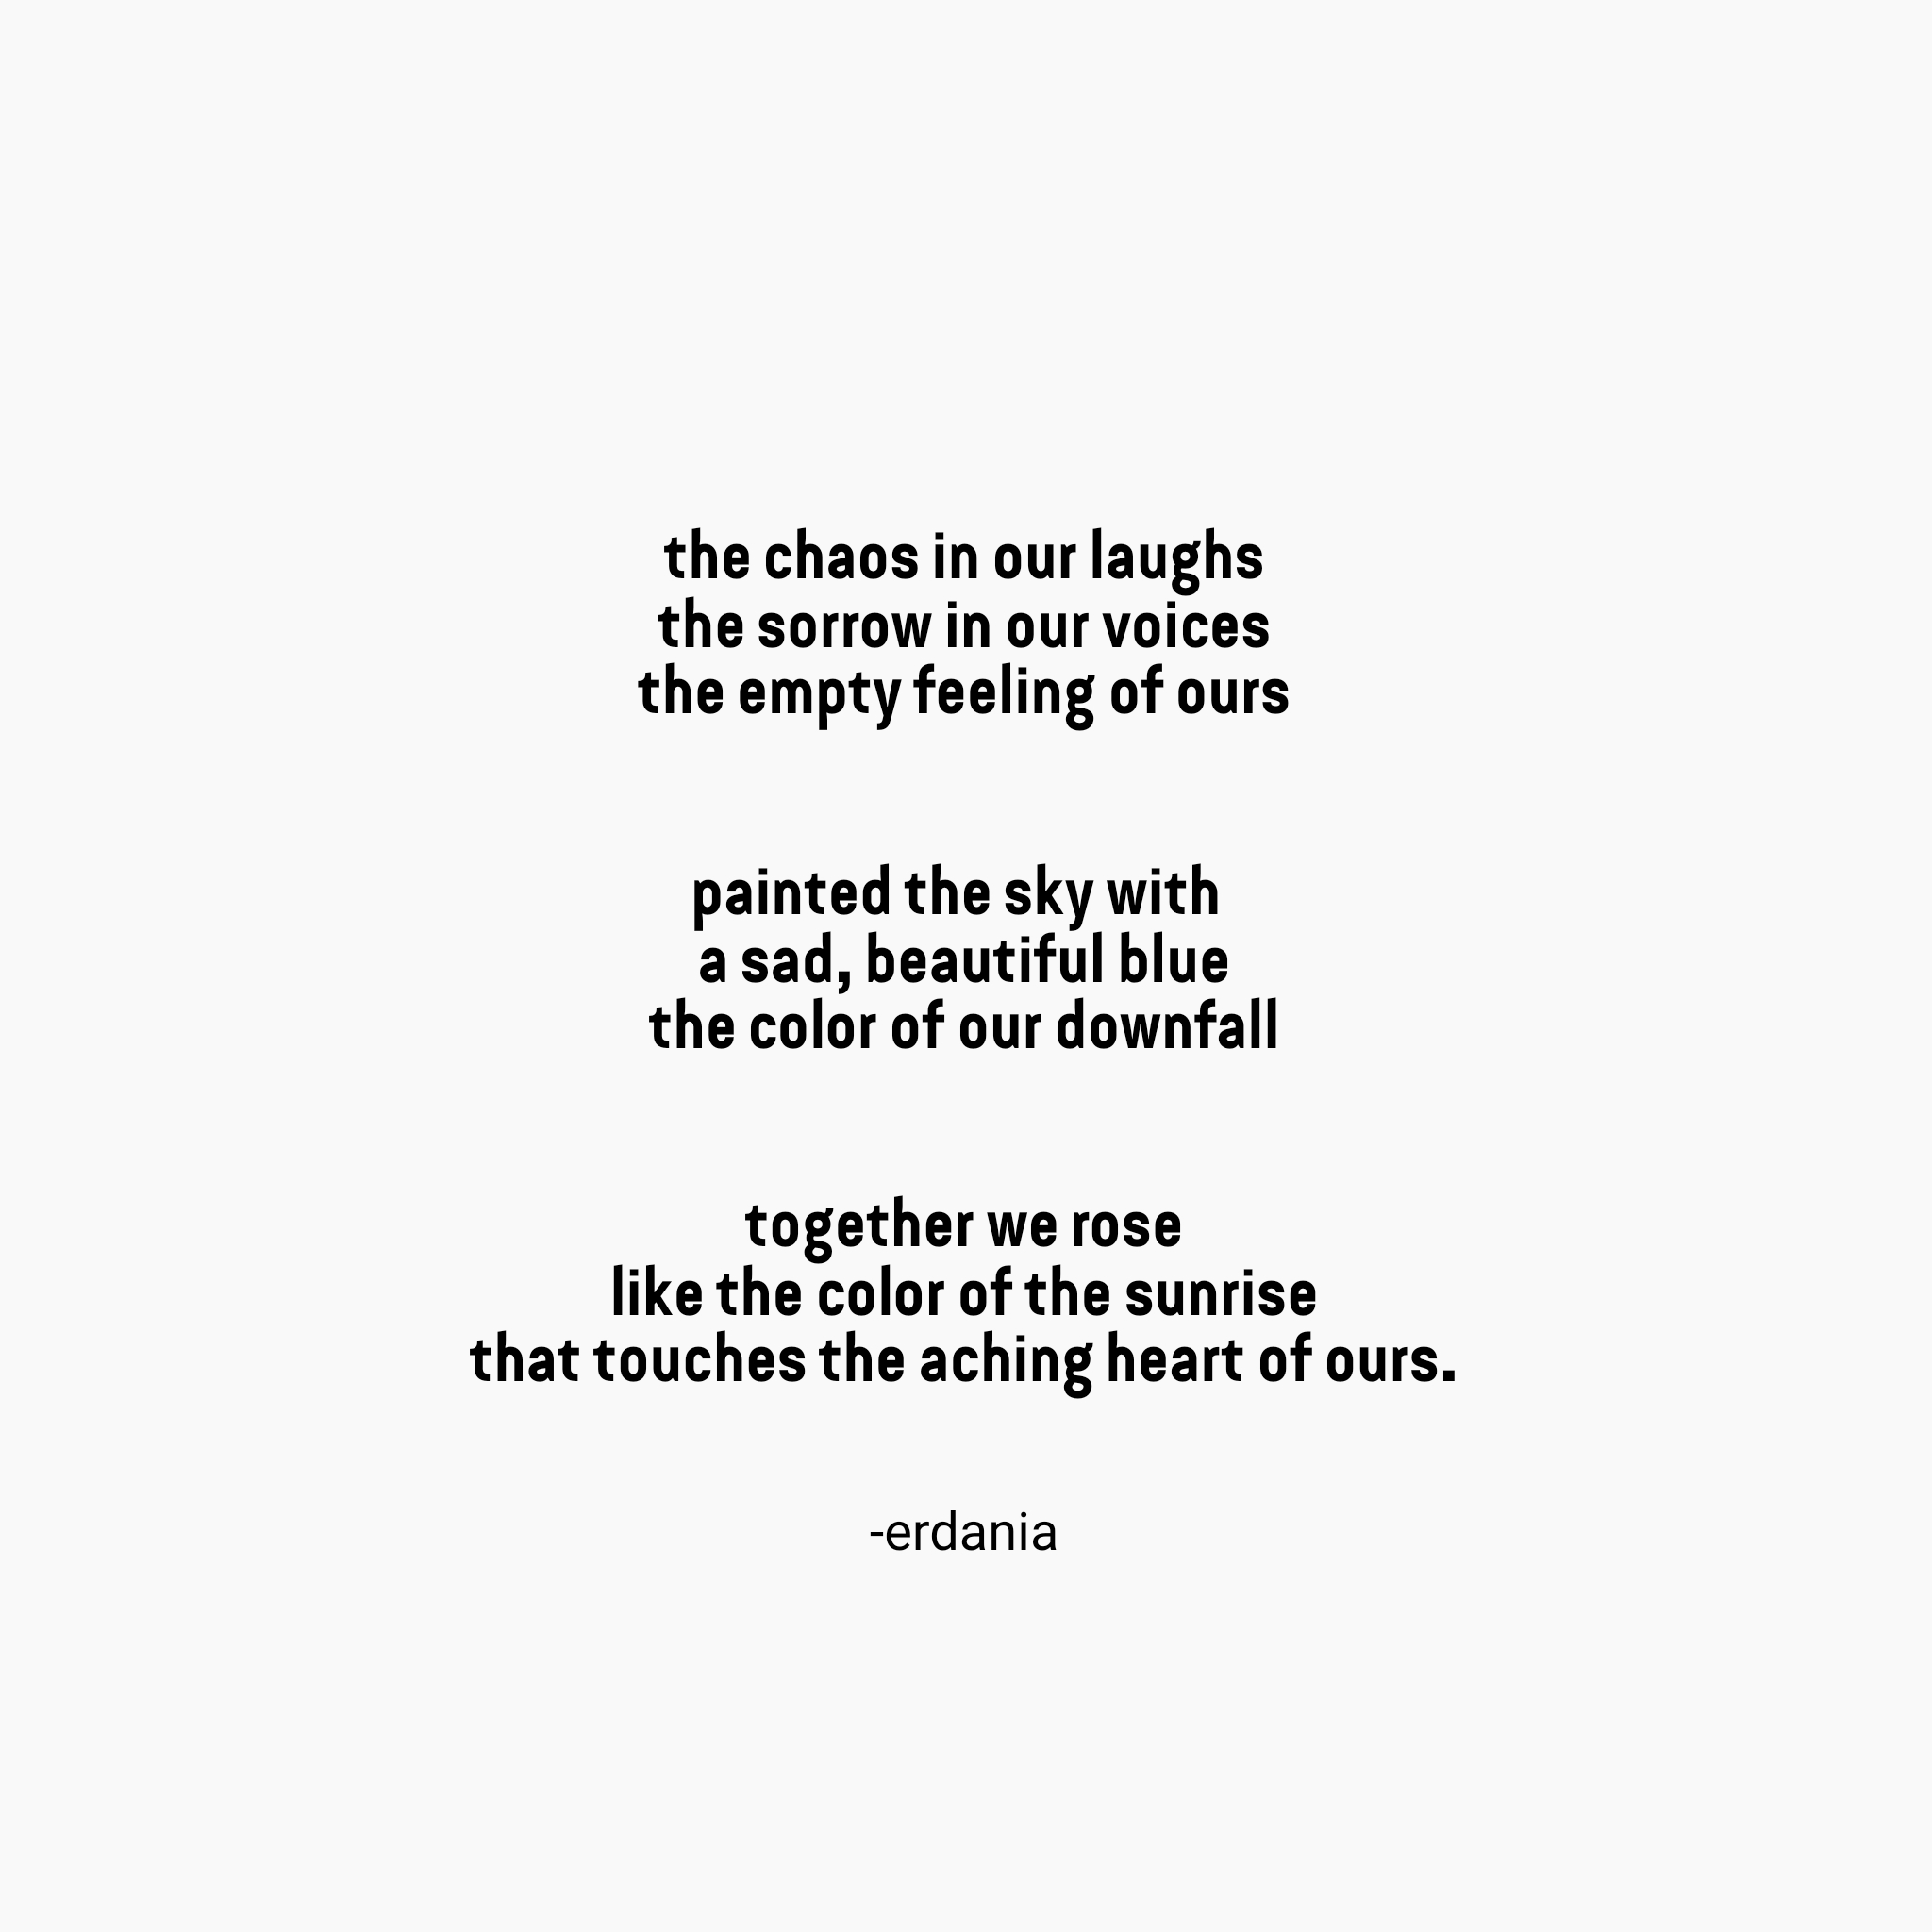 the chaos in our laughs
the sorrow in our voices
the empty feeling of ours
painted the sky with
a sad, beautiful blue
the color of our downfall
together we rose
like the color of the sunrise
that touches the aching heart of ours.
-erdania